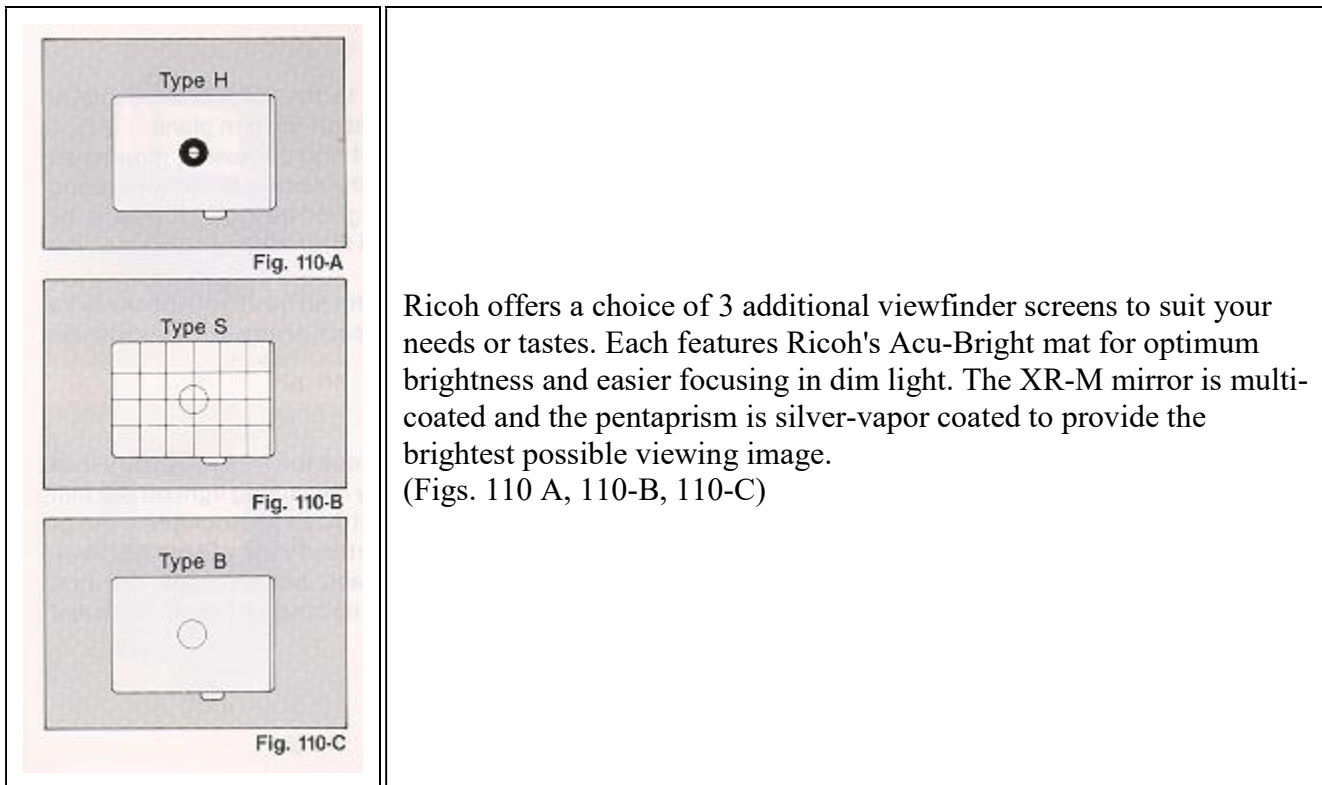 Type H
Fig. 110-A
Type S
Fig. 110-B
Type B
Fig. 110-C
Ricoh offers a choice of 3 additional viewfinder screens to suit your
needs or tastes. Each features Ricoh's Acu-Bright mat for optimum
brightness and easier focusing in dim light. The XR-M mirror is multi-
coated and the pentaprism is silver-vapor coated to provide the
brightest possible viewing image.
(Figs. 110 A, 110-B, 110-C)